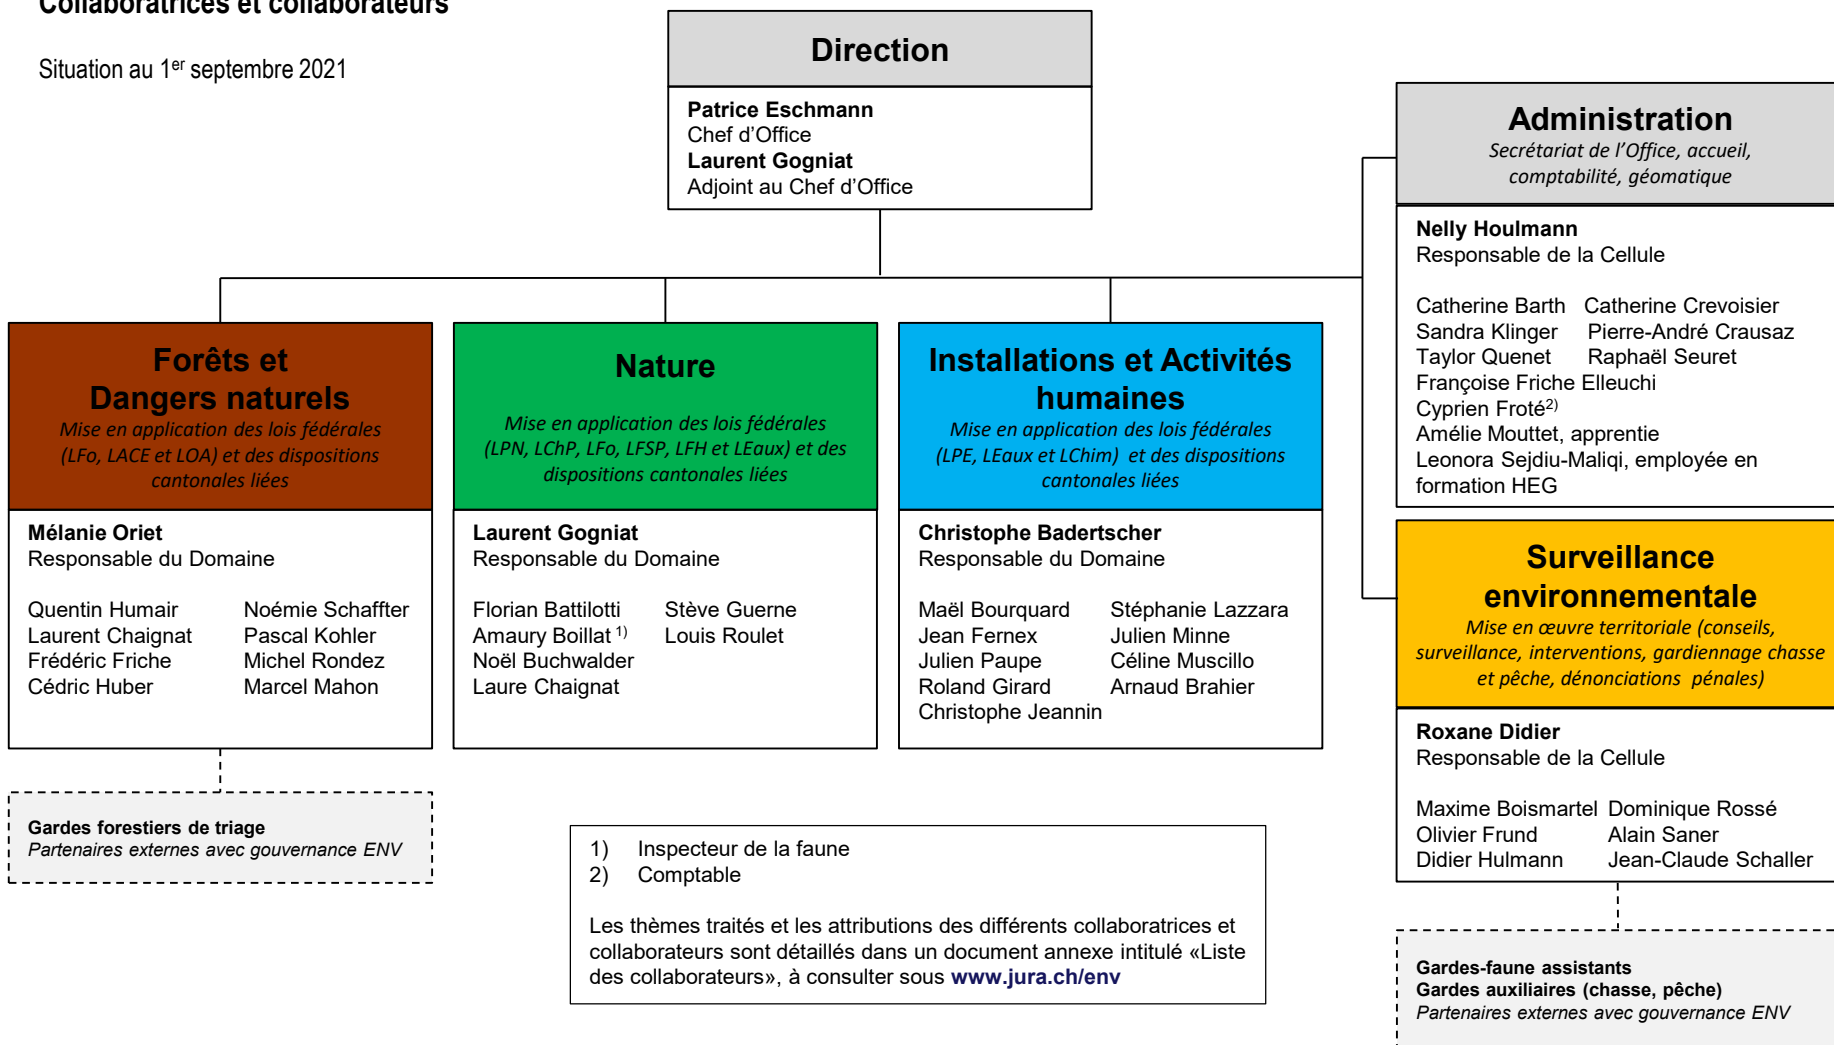 Collaboratrices et collaborateurs
Situation au 1er septembre 2021
Direction
Patrice Eschmann
Chef d’Office
Laurent Gogniat
Adjoint au Chef d’Office
Administration
Secrétariat de l’Office, accueil,
comptabilité, géomatique
Nelly Houlmann
Responsable de la Cellule
Catherine Barth Catherine Crevoisier
Sandra Klinger Pierre-André Crausaz
Taylor Quenet Raphaël Seuret
Françoise Friche Elleuchi
Cyprien Froté2)
Amélie Mouttet, apprentie
Leonora Sejdiu-Maliqi, employée en
formation HEG
Forêts et
Dangers naturels
Mise en application des lois fédérales
(LFo, LACE et LOA) et des dispositions
cantonales liées
Mélanie Oriet
Responsable du Domaine
Quentin Humair Noémie Schaffter
Laurent Chaignat Pascal Kohler
Frédéric Friche Michel Rondez
Cédric Huber Marcel Mahon
Gardes forestiers de triage
Partenaires externes avec gouvernance ENV
Nature
Mise en application des lois fédérales
(LPN, LChP, LFo, LFSP, LFH et LEaux) et des
dispositions cantonales liées
Laurent Gogniat
Responsable du Domaine
Florian Battilotti Stève Guerne
Amaury Boillat 1) Louis Roulet
Noël Buchwalder
Laure Chaignat
Installations et Activités
humaines
Mise en application des lois fédérales
(LPE, LEaux et LChim) et des dispositions
cantonales liées
Christophe Badertscher
Responsable du Domaine
Maël Bourquard Stéphanie Lazzara
Jean Fernex Julien Minne
Julien Paupe Céline Muscillo
Roland Girard Arnaud Brahier
Christophe Jeannin
Surveillance
environnementale
Mise en œuvre territoriale (conseils,
surveillance, interventions, gardiennage chasse
et pêche, dénonciations pénales)
Roxane Didier
Responsable de la Cellule
Maxime Boismartel Dominique Rossé
Olivier Frund Alain Saner
Didier Hulmann Jean-Claude Schaller
Gardes-faune assistants
Gardes auxiliaires (chasse, pêche)
Partenaires externes avec gouvernance ENV
1) Inspecteur de la faune
2) Comptable
Les thèmes traités et les attributions des différents collaboratrices et
collaborateurs sont détaillés dans un document annexe intitulé «Liste
des collaborateurs», à consulter sous www.jura.ch/env